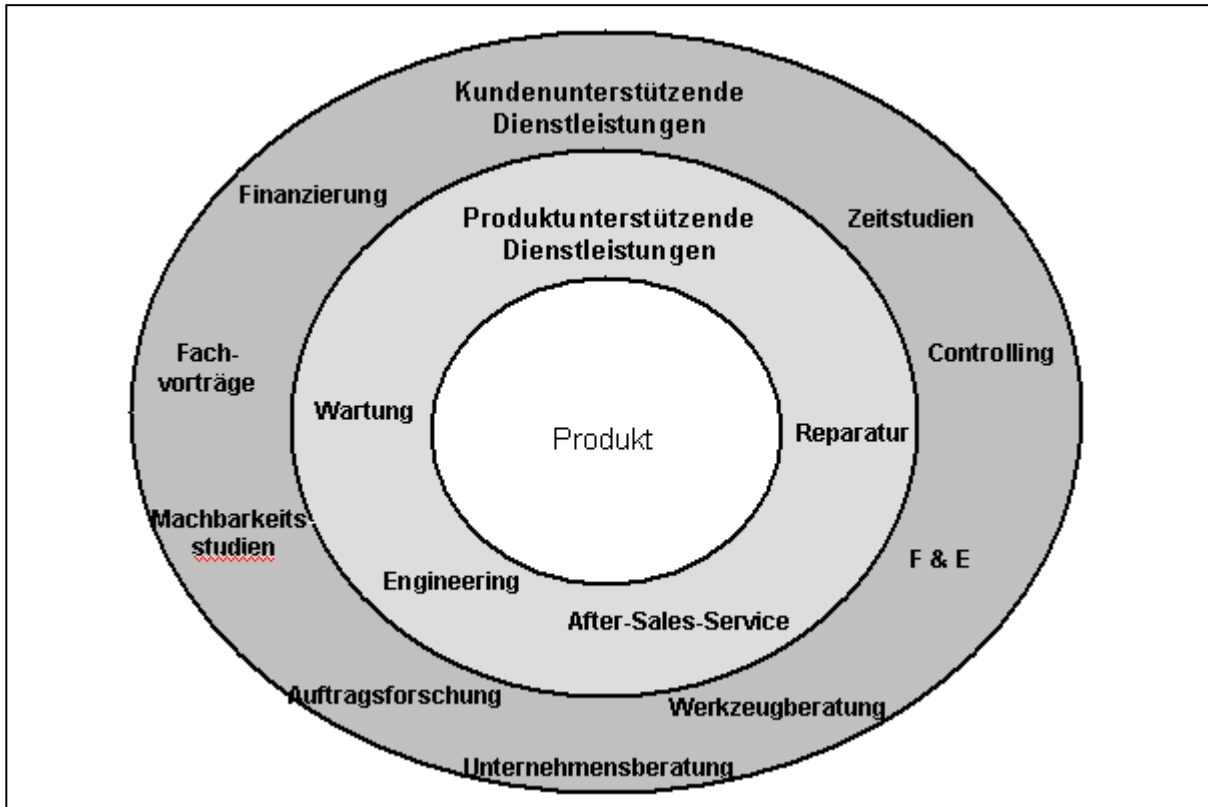 Kundenunterstützende
Dienstleistungen
Finanzierung
Zeitstudien
Produktunterstützende
Dienstleistungen
Fach-
vorträge
Controlling
Wartung
Produkt
Reparatur
Machbarkeits-
studien
F & E
Engineering
After-Sales-Service
Auftragsforschung
Werkzeugberatung
Unternehmensberatung